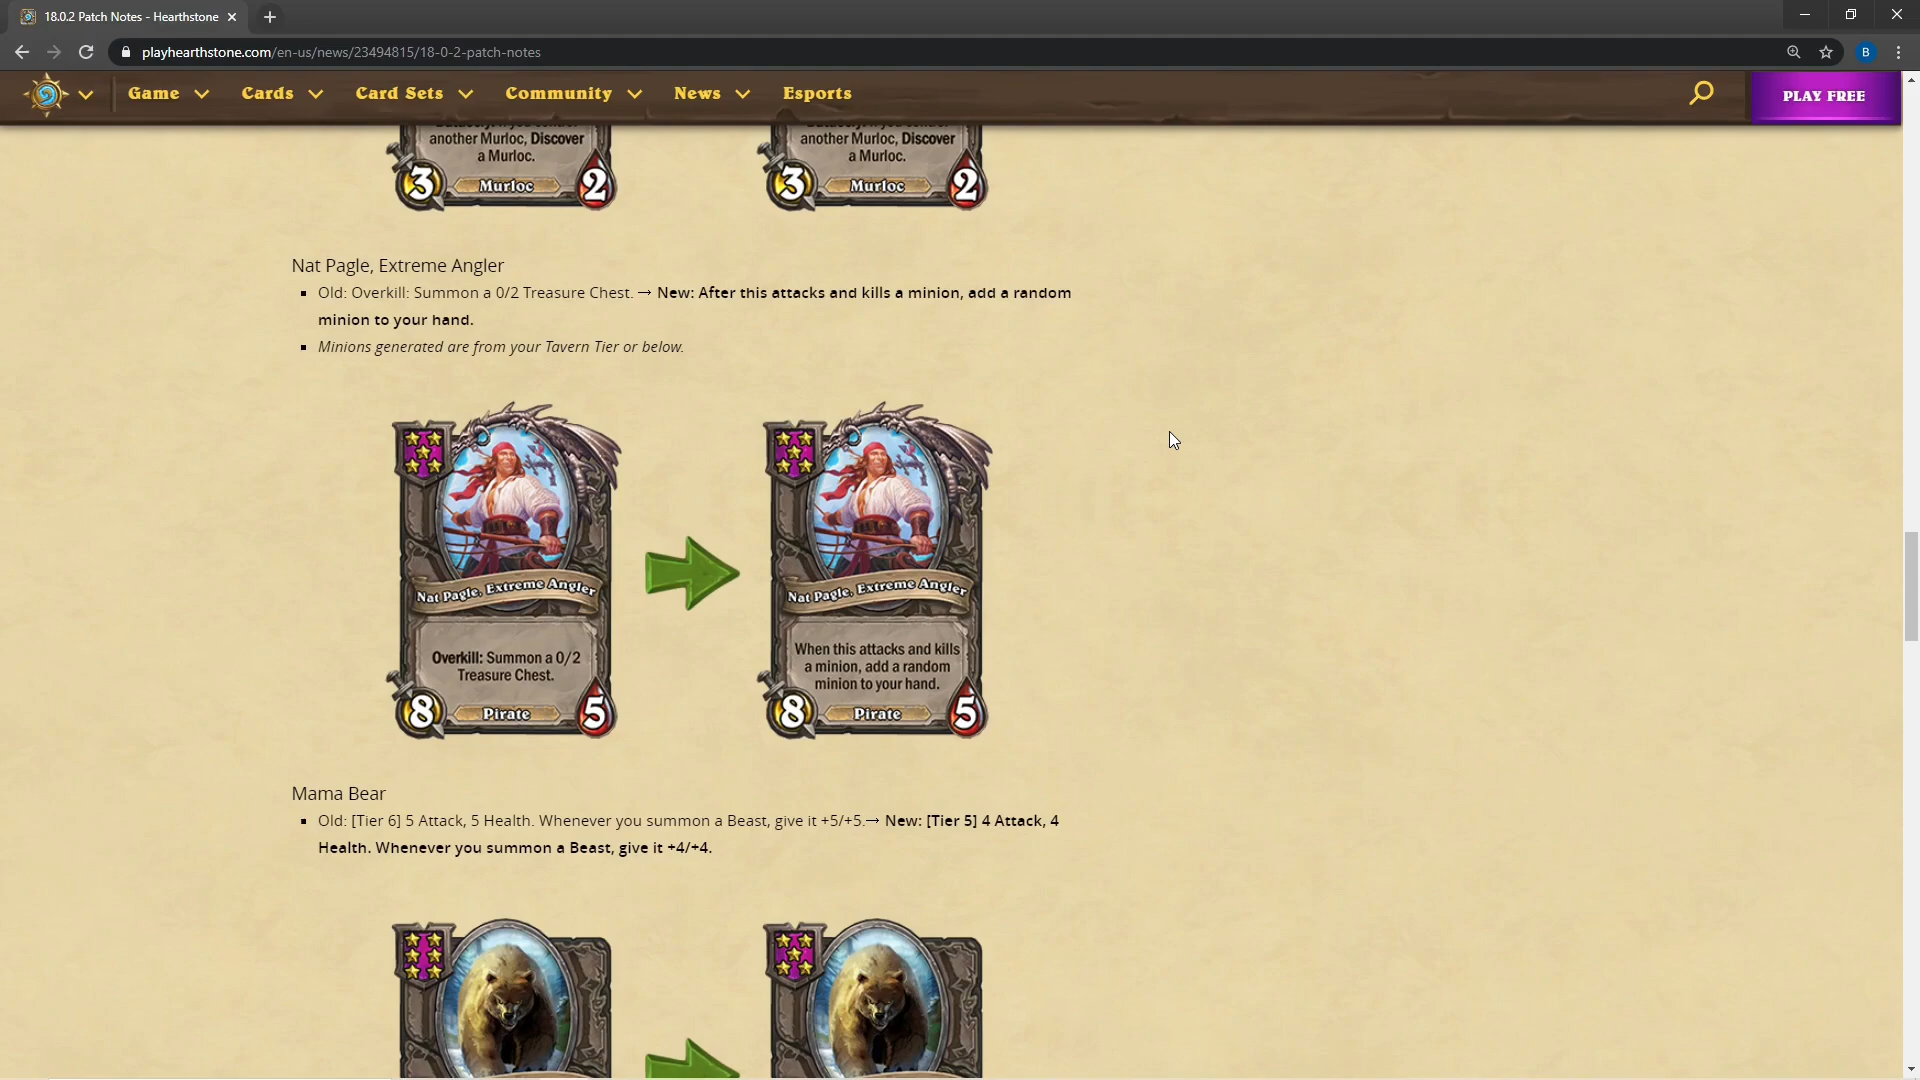 18.0.2 Patch Notes - Hearthstone
playhearthstone.com/en-us/news/23494815/18-0-2-patch-notes
B
Game
Cards
Card Sets
Community
News
Esports
PLAY FREE
another Murloc, Discover
a Murloc.
3
Murloc
2
another Murloc, Discover
a Murloc.
3
Murloc
2
Nat Pagle, Extreme Angler
Old: Overkill: Summon a 0/2 Treasure Chest. → New: After this attacks and kills a minion, add a random
minion to your hand.
Minions generated are from your Tavern Tier or below.
Nat Pagle, Extreme Angler
Overkill: Summon a 0/2
Treasure Chest.
8
Pirate
5
Nat Pagle, Extreme Angler
When this attacks and kills
a minion, add a random
minion to your hand.
8
Pirate
5
Mama Bear
Old: [Tier 6] 5 Attack, 5 Health. Whenever you summon a Beast, give it +5/+5.→ New: [Tier 5] 4 Attack, 4
Health. Whenever you summon a Beast, give it +4/+4.